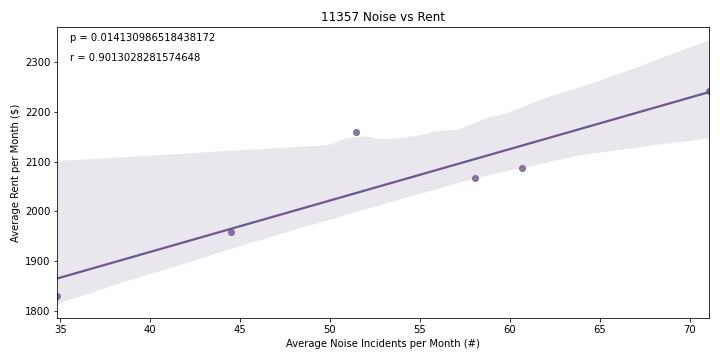 11357 Noise vs Rent
p = 0.014130986518438172
r = 0.9013028281574648
2300
2200
2100
2000
1900
1800
Average Rent per Month ($)
35 40 45 50 55 60 65 70
Average Noise Incidents per Month (#)